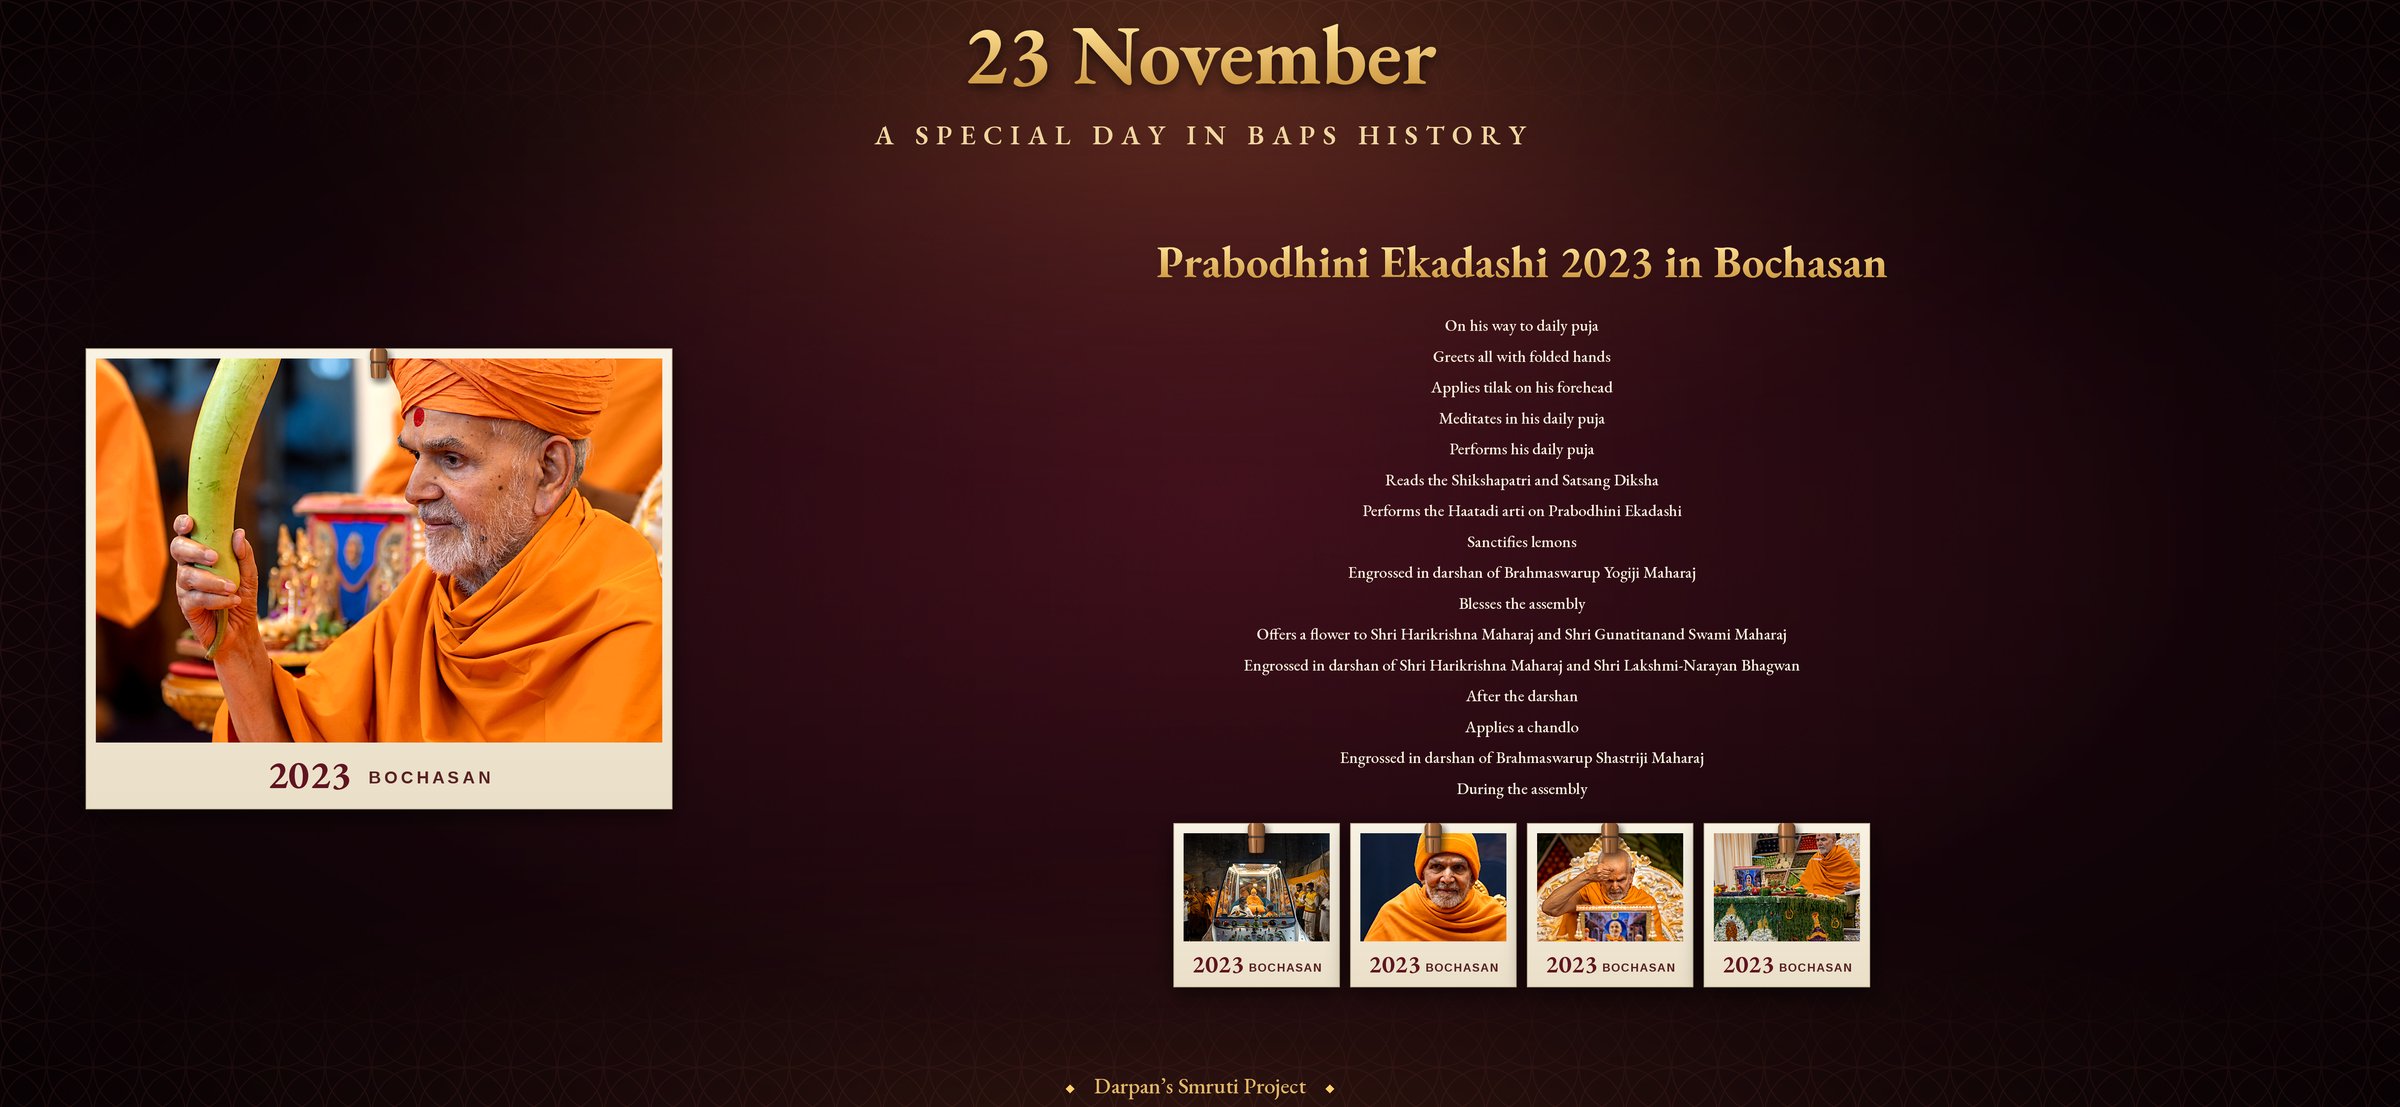 23 November
A SPECIAL DAY IN BAPS HISTORY
Prabodhini Ekadashi 2023 in Bochasan
On his way to daily puja
Greets all with folded hands
Applies tilak on his forehead
Meditates in his daily puja
Performs his daily puja
Reads the Shikshapatri and Satsang Diksha
Performs the Haatadi arti on Prabodhini Ekadashi
Sanctifies lemons
Engrossed in darshan of Brahmaswarup Yogiji Maharaj
Blesses the assembly
Offers a flower to Shri Harikrishna Maharaj and Shri Gunatitanand Swami Maharaj
Engrossed in darshan of Shri Harikrishna Maharaj and Shri Lakshmi-Narayan Bhagwan
After the darshan
Applies a chandlo
Engrossed in darshan of Brahmaswarup Shastriji Maharaj
During the assembly
2023 BOCHASAN
2023 BOCHASAN
2023 BOCHASAN
2023 BOCHASAN
2023 BOCHASAN
Darpan’s Smruti Project